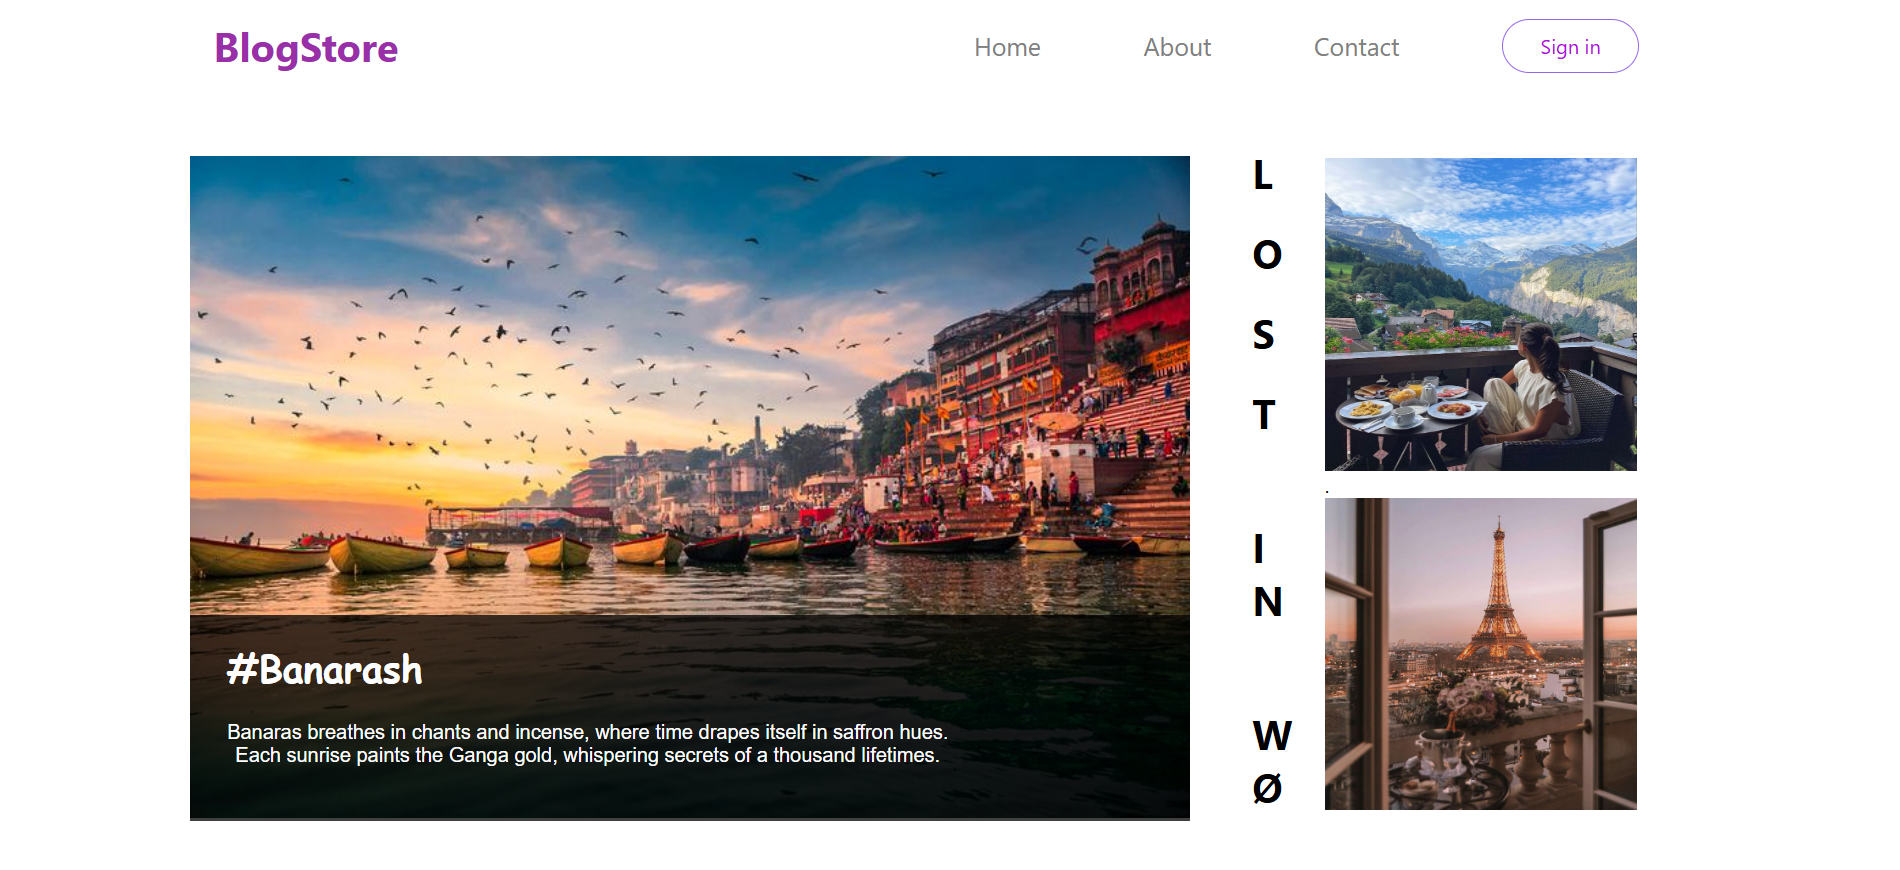 BlogStore
Home
About
Contact
Sign in
#Banarash
Banaras breathes in chants and incense, where time drapes itself in saffron hues.
Each sunrise paints the Ganga gold, whispering secrets of a thousand lifetimes.
L
O
S
T
I
N
W
Ø
.